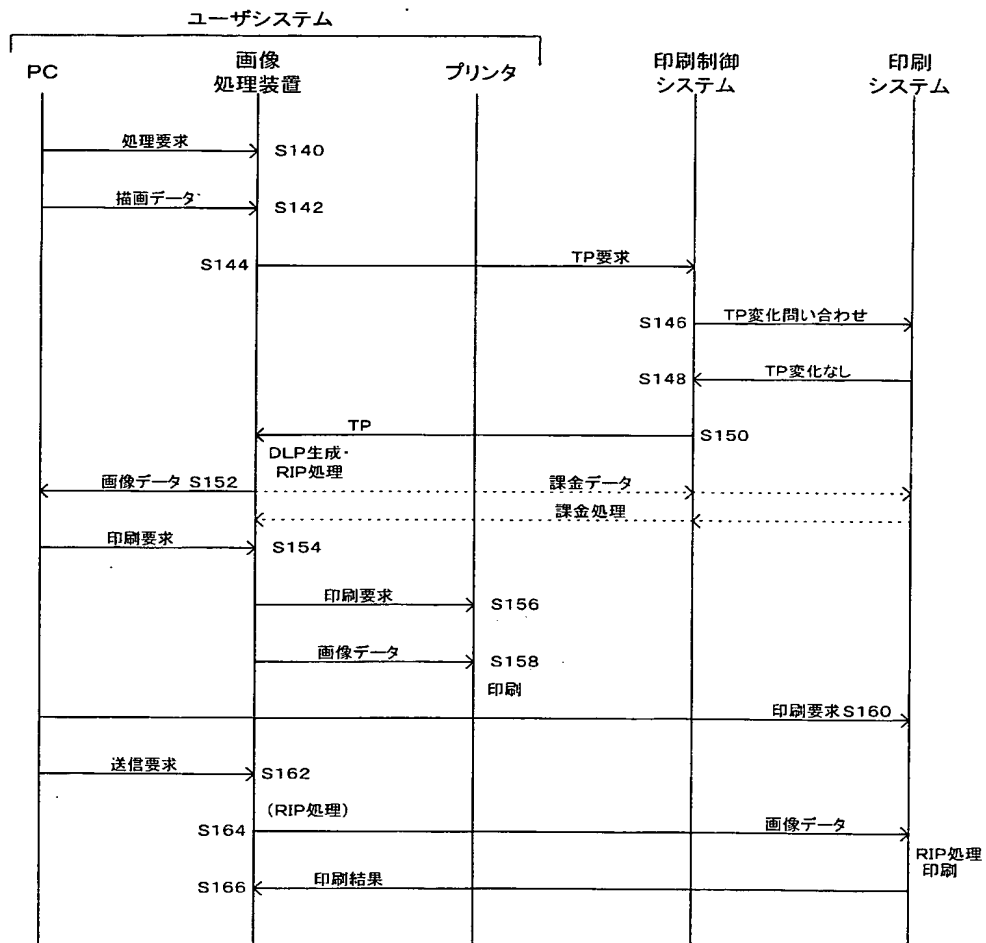 ユーザシステム
PC
画像
処理装置
プリンタ
印刷制御
システム
印刷
システム
処理要求
S140
描画データ
S142
S144
TP要求
S146
TP変化問い合わせ
S148
TP変化なし
TP
S150
DLP生成・
RIP処理
画像データ S152
課金データ
課金処理
印刷要求
S154
印刷要求
S156
画像データ
S158
印刷
印刷要求S160
送信要求
S162
(RIP処理)
S164
画像データ
RIP処理
印刷
S166
印刷結果